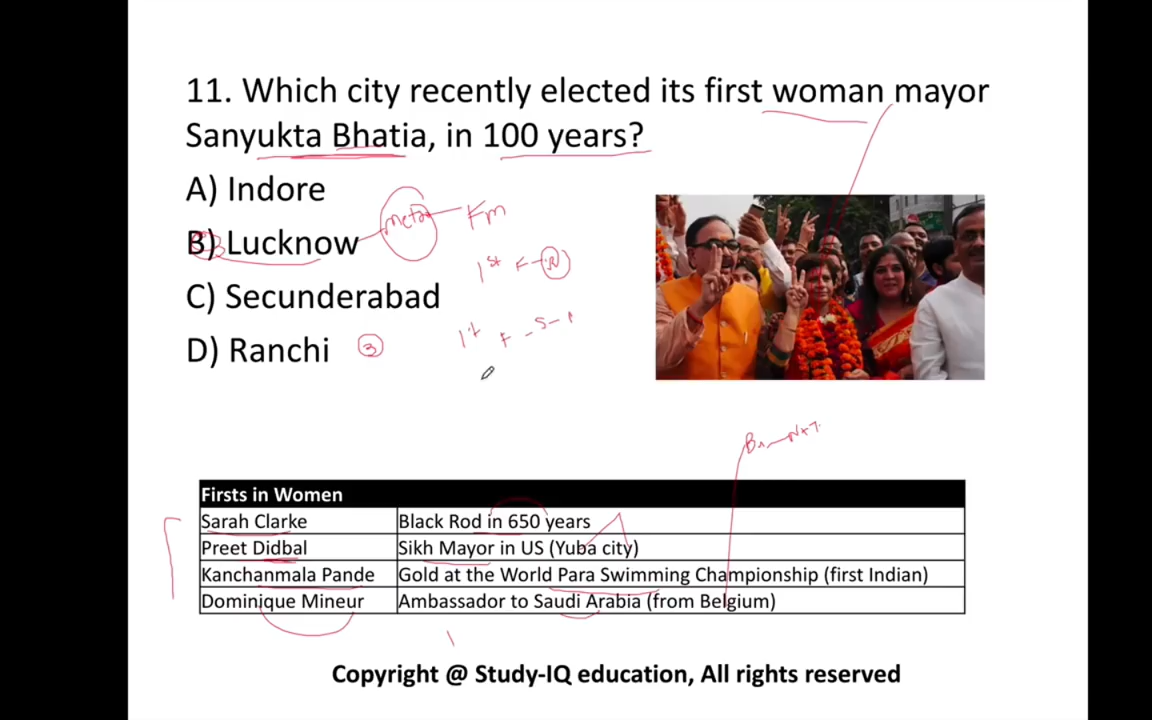 11. Which city recently elected its first woman mayor
Sanyukta Bhatia, in 100 years?
A) Indore
B) Lucknow
C) Secunderabad
D) Ranchi
3
1st
Firsts in Women
Sarah Clarke Black Rod in 650 years
Preet Didbal Sikh Mayor in US (Yuba city)
Kanchanmala Pande Gold at the World Para Swimming Championship (first Indian)
Dominique Mineur Ambassador to Saudi Arabia (from Belgium)
Copyright @ Study-IQ education, All rights reserved